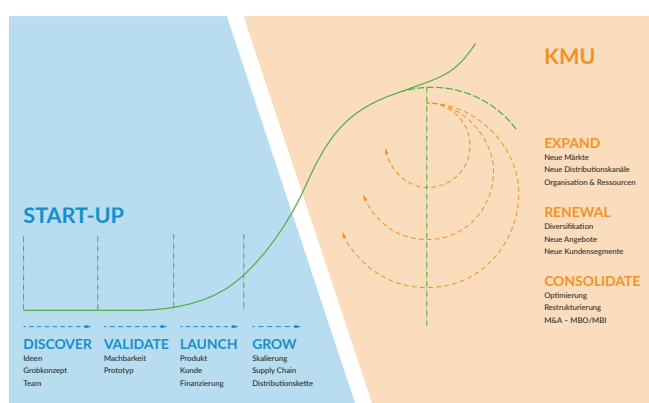 START-UP
DISCOVER
Ideen
Grobkonzept
Team
VALIDATE
Machbarkeit
Prototyp
LAUNCH
Produkt
Kunde
Finanzierung
GROW
Skalierung
Supply Chain
Distributionskette
KMU
EXPAND
Neue Märkte
Neue Distributionskanäle
Organisation & Ressourcen
RENEWAL
Diversifikation
Neue Angebote
Neue Kundensegmente
CONSOLIDATE
Optimierung
Restrukturierung
M&A – MBO/MBI